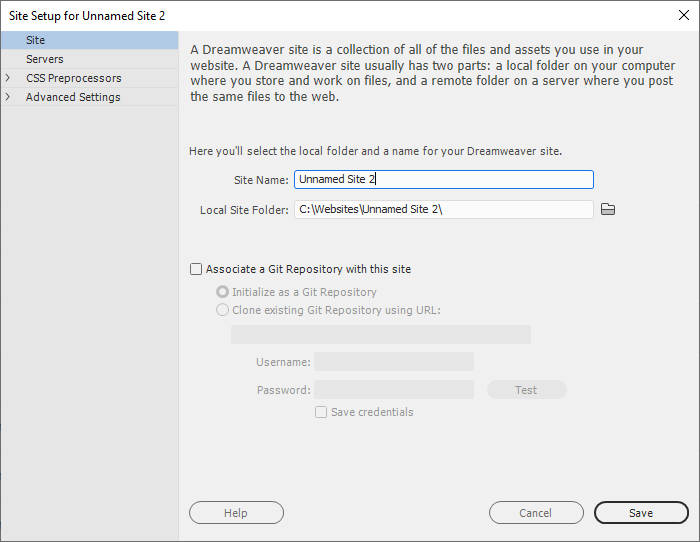 Site Setup for Unnamed Site 2
Site
Servers
CSS Preprocessors
Advanced Settings
A Dreamweaver site is a collection of all of the files and assets you use in your
website. A Dreamweaver site usually has two parts: a local folder on your computer
where you store and work on files, and a remote folder on a server where you post
the same files to the web.
Here you'll select the local folder and a name for your Dreamweaver site.
Site Name: Unnamed Site 2
Local Site Folder: C:\Websites\Unnamed Site 2\
Associate a Git Repository with this site
Initialize as a Git Repository
Clone existing Git Repository using URL:
Username:
Password: Test
Save credentials
Help Cancel Save